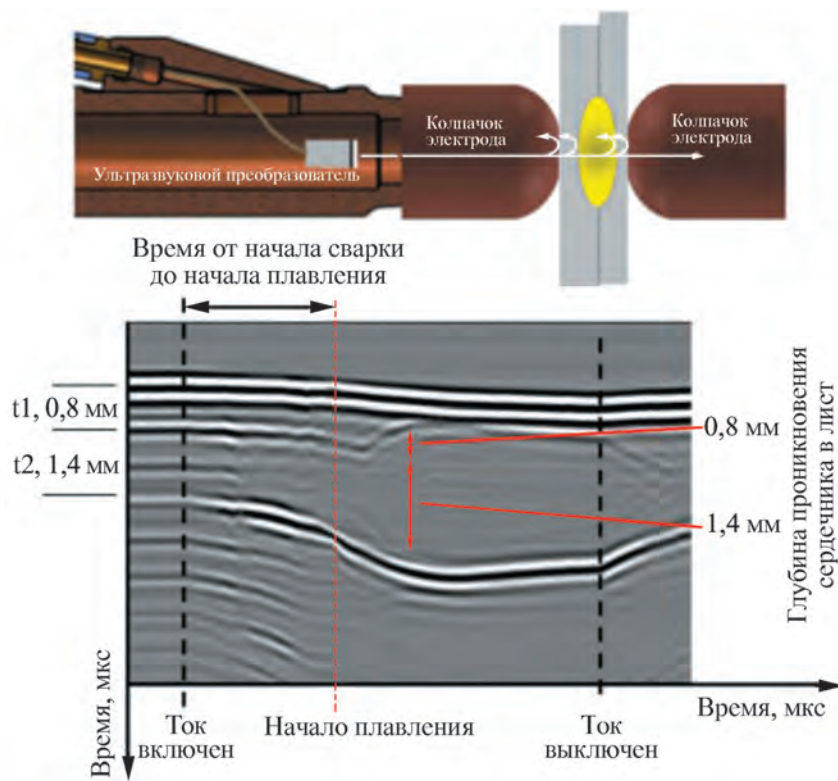 Колпачок
электрода
Колпачок
электрода
Ультразвуковой преобразователь
Время от начала сварки
до начала плавления
t1, 0,8 мм
t2, 1,4 мм
0,8 мм
1,4 мм
Глубина проникновения
сердечника в лист
Время, мкс
Время, мкс
Ток
включен
Начало плавления
Ток
выключен